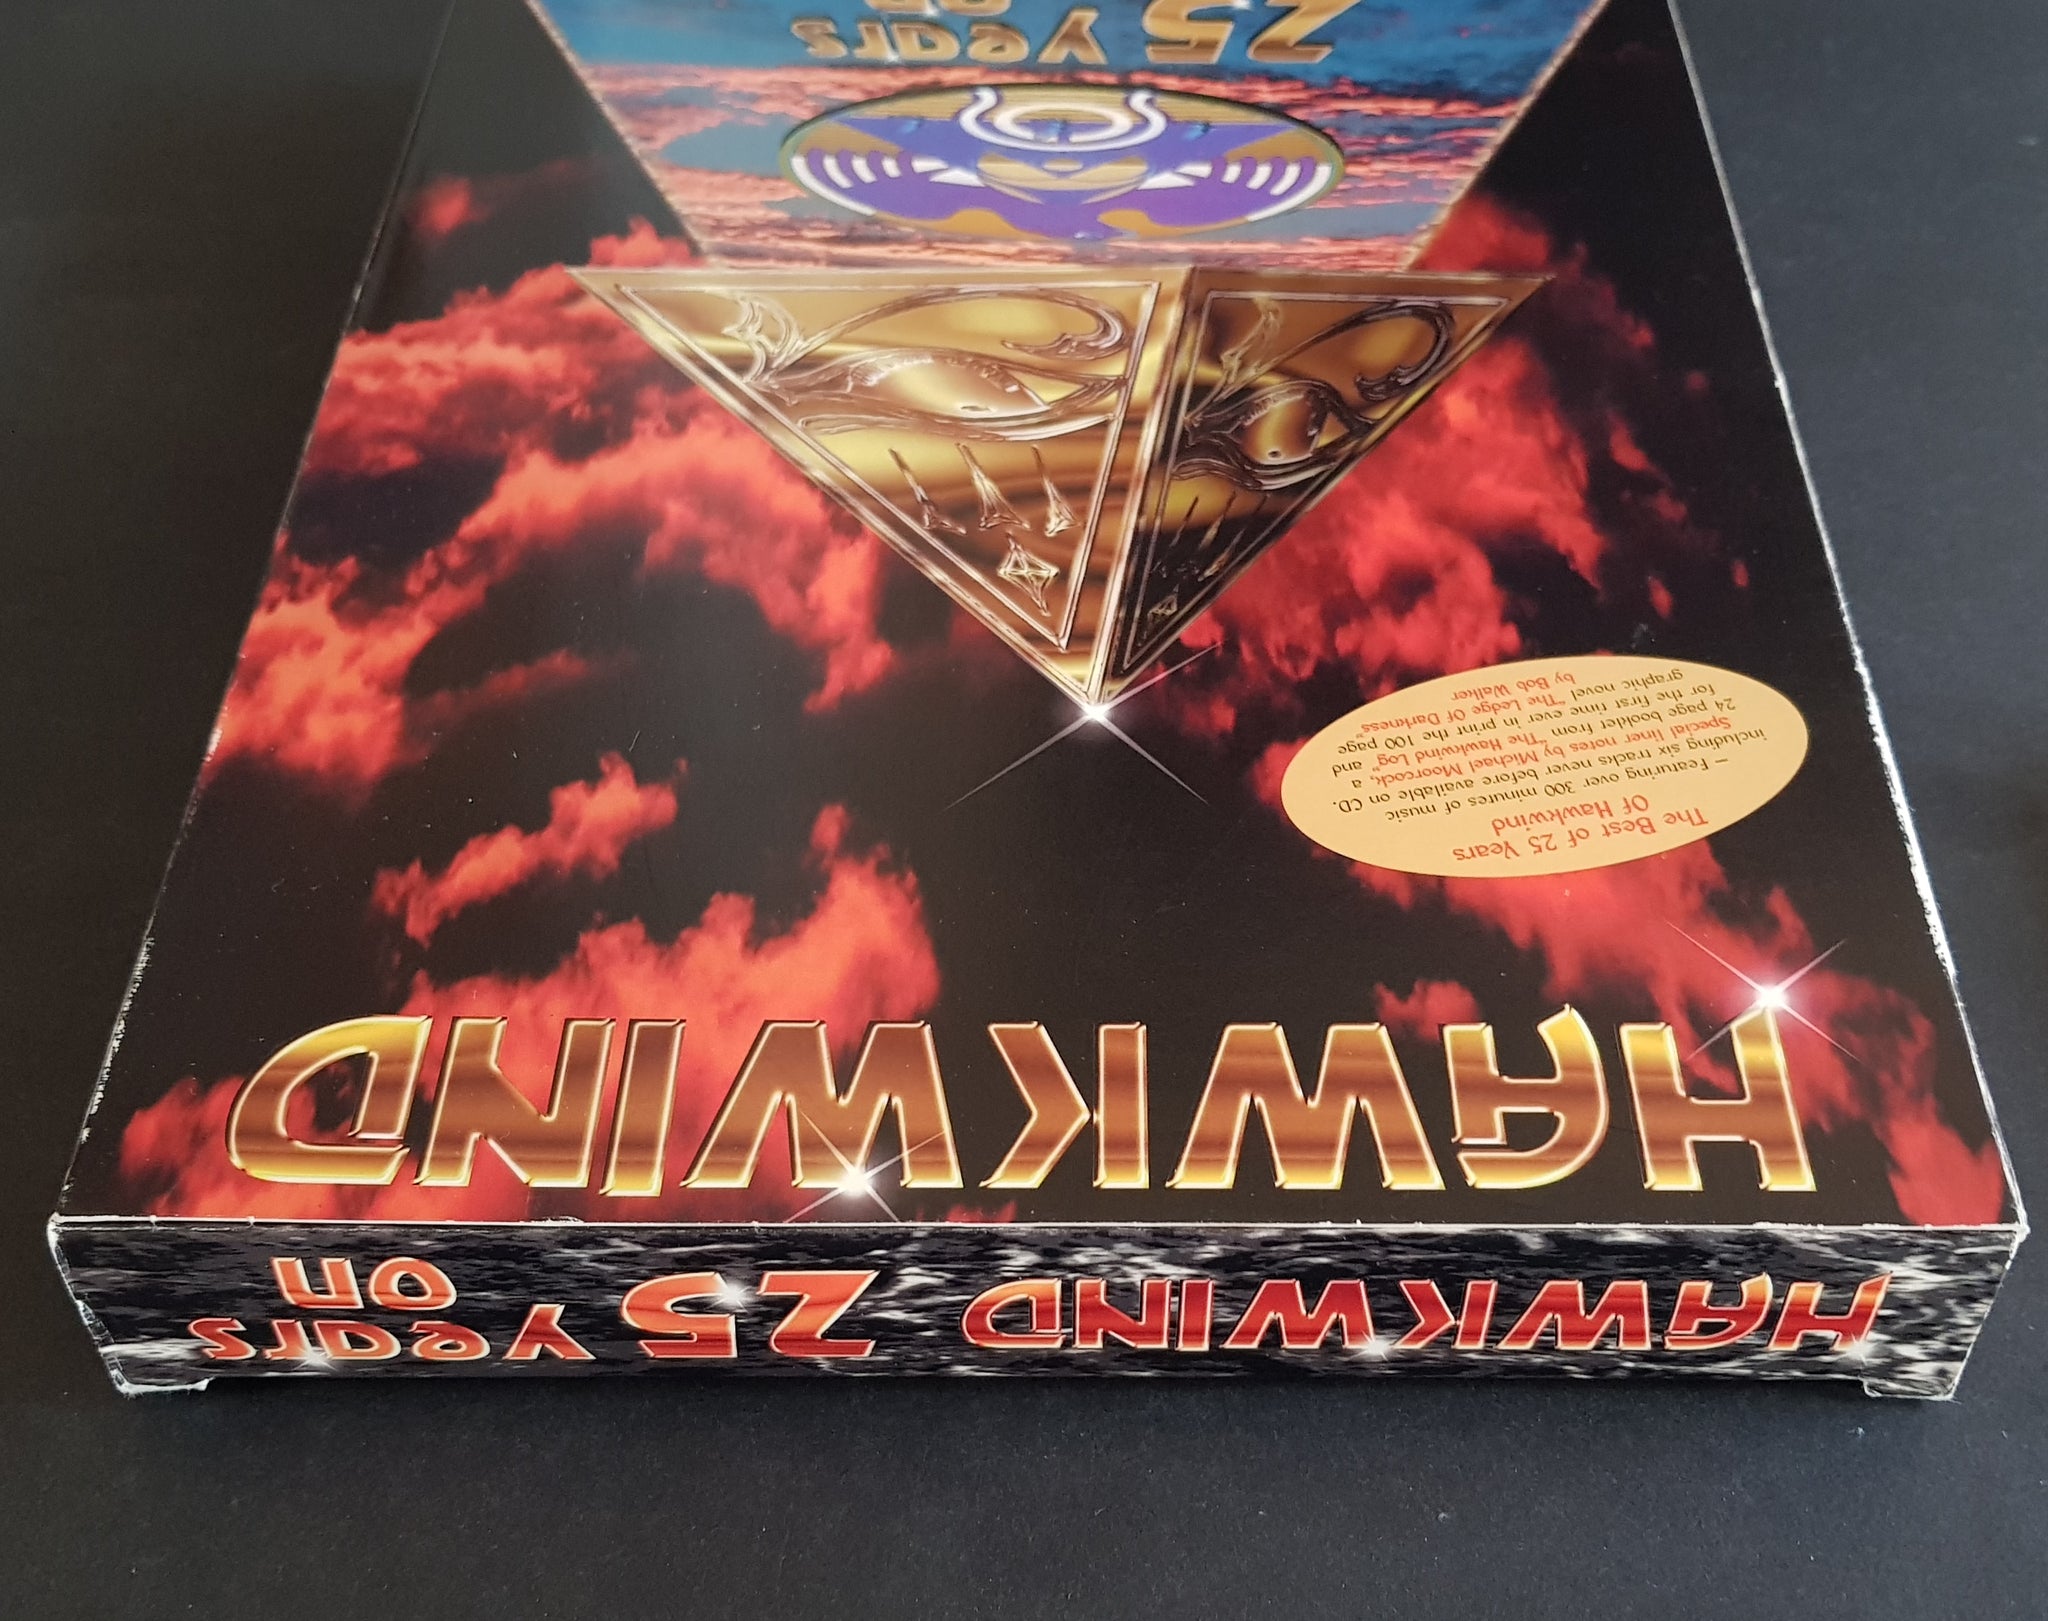 HAWKWIND 25 years
on
HAWKWIND
The Best of 25 Years
Of Hawkwind
– Featuring over 300 minutes of music
including six tracks never before available on CD.
Special liner notes by Michael Moorcock, a
24 page booklet from "The Hawkwind Log" and
for the first time ever in print the 100 page
graphic novel "The Ledge Of Darkness"
by Bob Walker
25 years
on